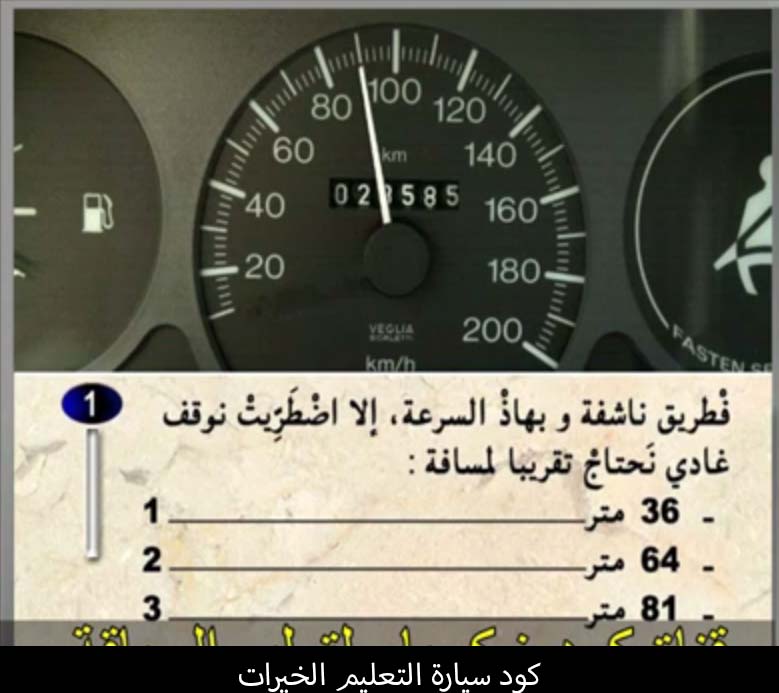 20
40
60
80
100
120
140
160
180
200
km
02 585
VEGLIA
km/h
FASTEN
1
فْطريق ناشفة و بهاذْ السرعة، إلا اضْطَرِّيتْ نوقف
غادي نَحتاجْ تقريبا لمسافة :
- 36 متر 1
- 64 متر 2
- 81 متر 3
كود سيارة التعليم الخيرات